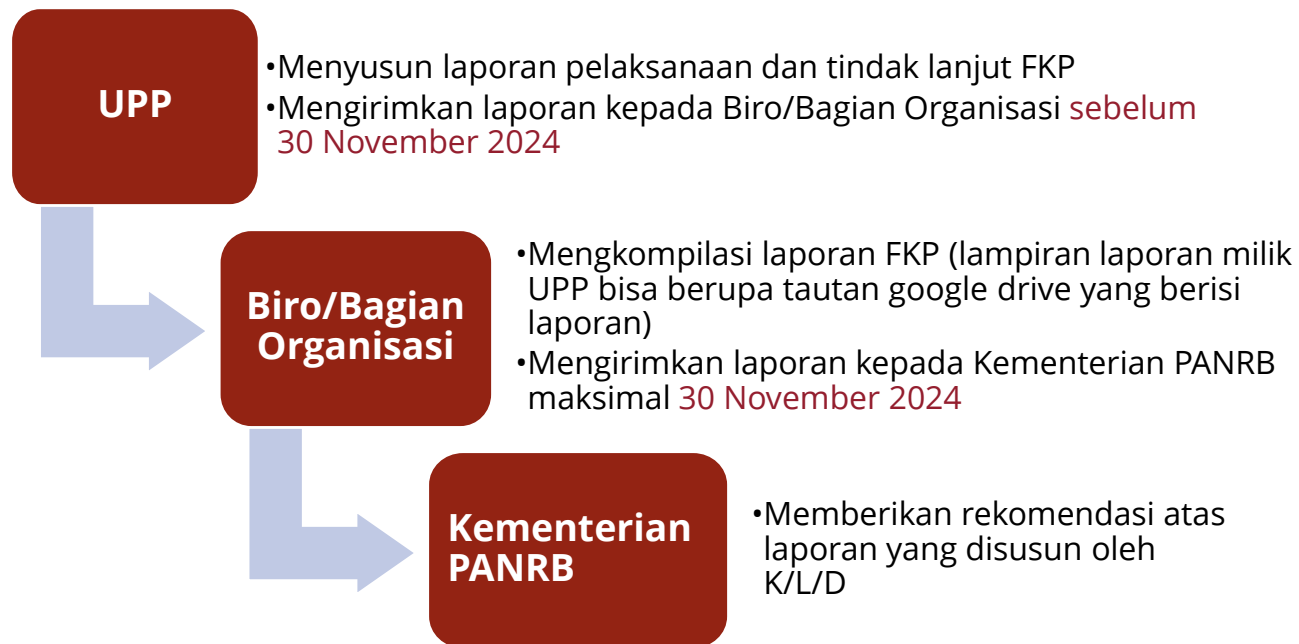 UPP
•Menyusun laporan pelaksanaan dan tindak lanjut FKP
•Mengirimkan laporan kepada Biro/Bagian Organisasi sebelum
30 November 2024
Biro/Bagian
Organisasi
•Mengkompilasi laporan FKP (lampiran laporan milik
UPP bisa berupa tautan google drive yang berisi
laporan)
•Mengirimkan laporan kepada Kementerian PANRB
maksimal 30 November 2024
Kementerian
PANRB
•Memberikan rekomendasi atas
laporan yang disusun oleh
K/L/D